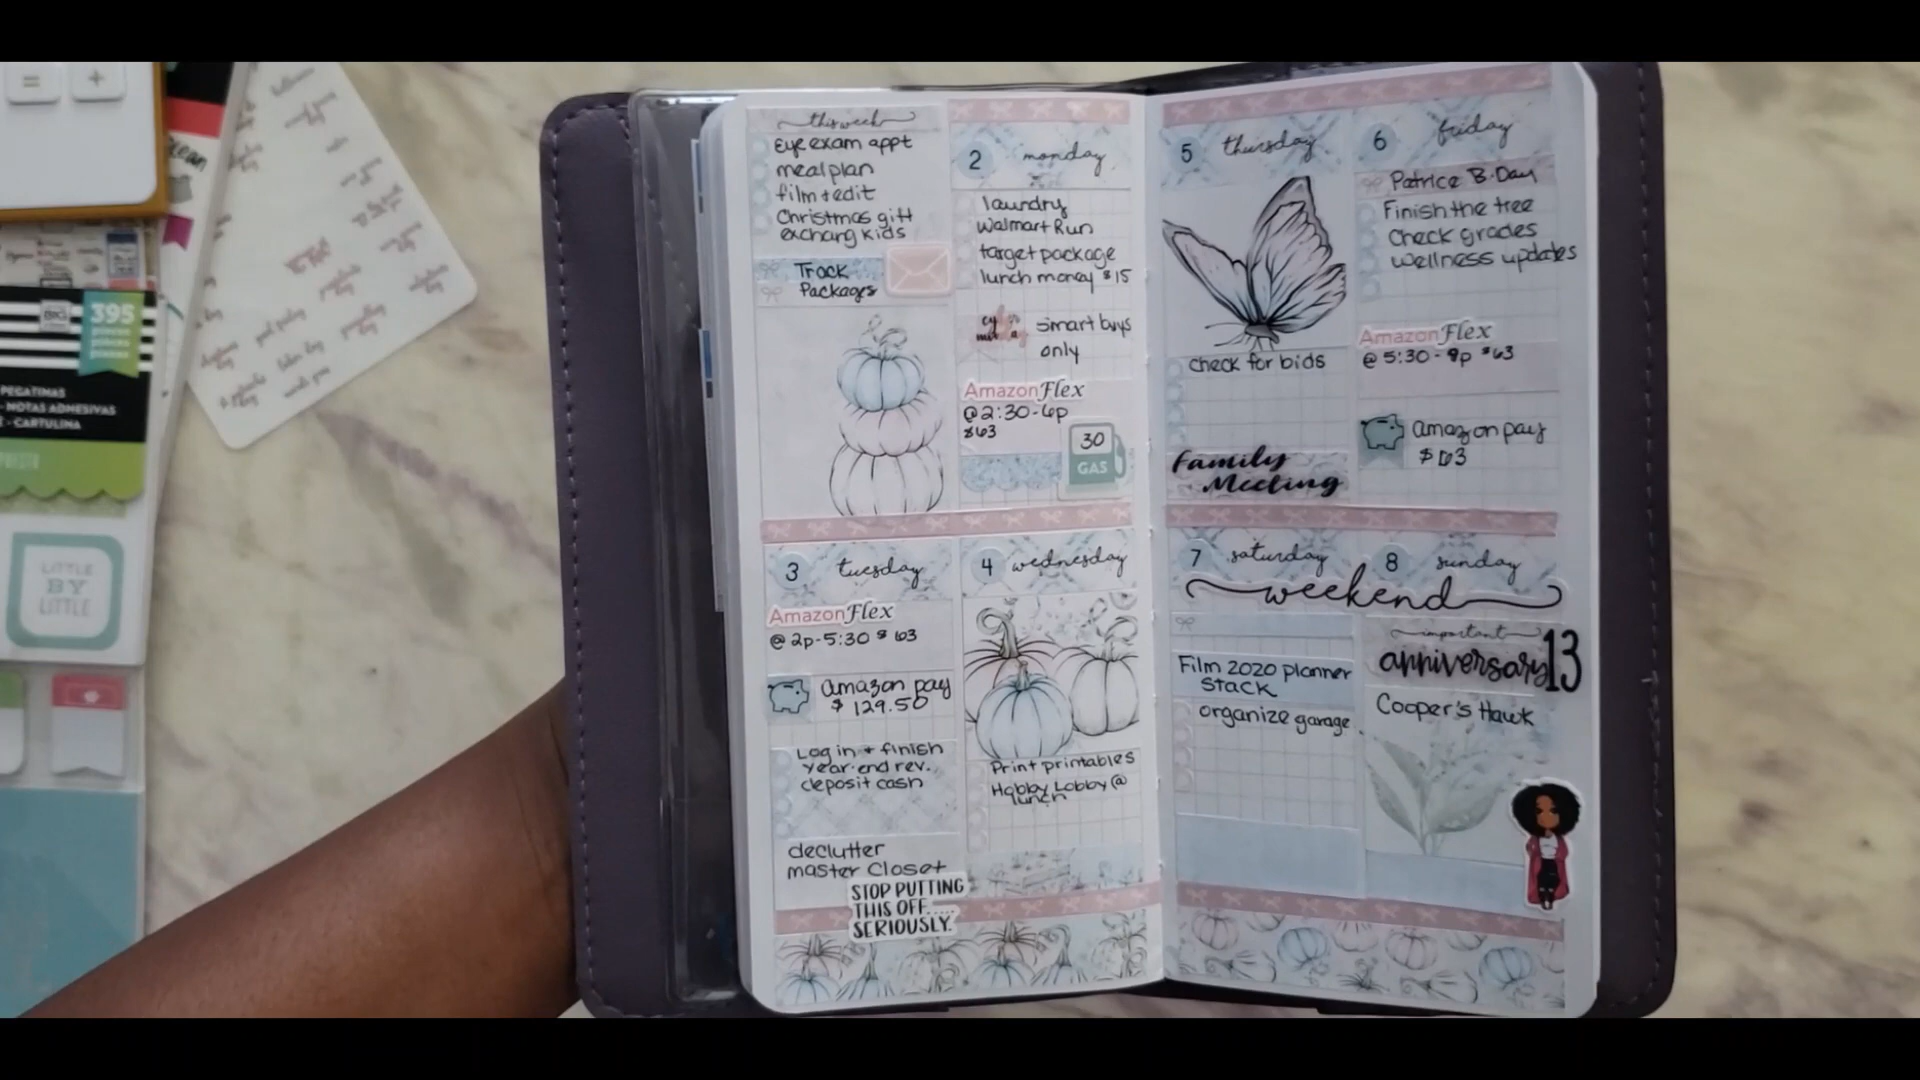 this week
Eye exam appt
meal plan
film + edit
Christmas gift
exchang kids
Track
Packages
2 monday
laundry
Walmart Run
target package
lunch money $15
cyber monday
smart buys
only
AmazonFlex
@2:30-6p
$63
30
GAS
3 tuesday
AmazonFlex
@ 2p-5:30 $63
amazon pay
$129.50
Log in + finish
year-end rev.
deposit cash
declutter
master closet
STOP PUTTING
THIS OFF....
SERIOUSLY.
4 wednesday
Print printables
Hobby Lobby @
lunch
5 thursday
check for bids
Family
Meeting
6 friday
Patrice B-Day
Finish the tree
Check grades
wellness updates
AmazonFlex
@ 5:30-9p $63
amazon pay
$63
7 saturday
8 sunday
weekend
Film 2020 planner
Stack
organize garage
important
anniversary 13
Cooper's Hawk
= +
395
BIG
PEGATINAS
- NOTAS ADHESIVAS
- CARTULINA
LITTLE
BY
LITTLE